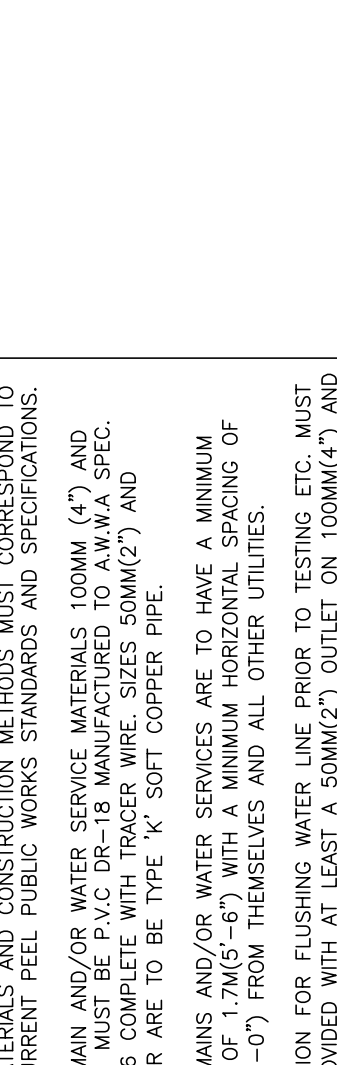 TERIALS AND CONSTRUCTION METHODS MUST CORRESPOND TO
RRENT PEEL PUBLIC WORKS STANDARDS AND SPECIFICATIONS.
MAIN AND/OR WATER SERVICE MATERIALS 100MM (4") AND
MUST BE P.V.C DR–18 MANUFACTURED TO A.W.W.A SPEC.
6 COMPLETE WITH TRACER WIRE. SIZES 50MM(2") AND
R ARE TO BE TYPE 'K' SOFT COPPER PIPE.
MAINS AND/OR WATER SERVICES ARE TO HAVE A MINIMUM
OF 1.7M(5'–6") WITH A MINIMUM HORIZONTAL SPACING OF
–0") FROM THEMSELVES AND ALL OTHER UTILITIES.
ION FOR FLUSHING WATER LINE PRIOR TO TESTING ETC. MUST
OVIDED WITH AT LEAST A 50MM(2") OUTLET ON 100MM(4") AND